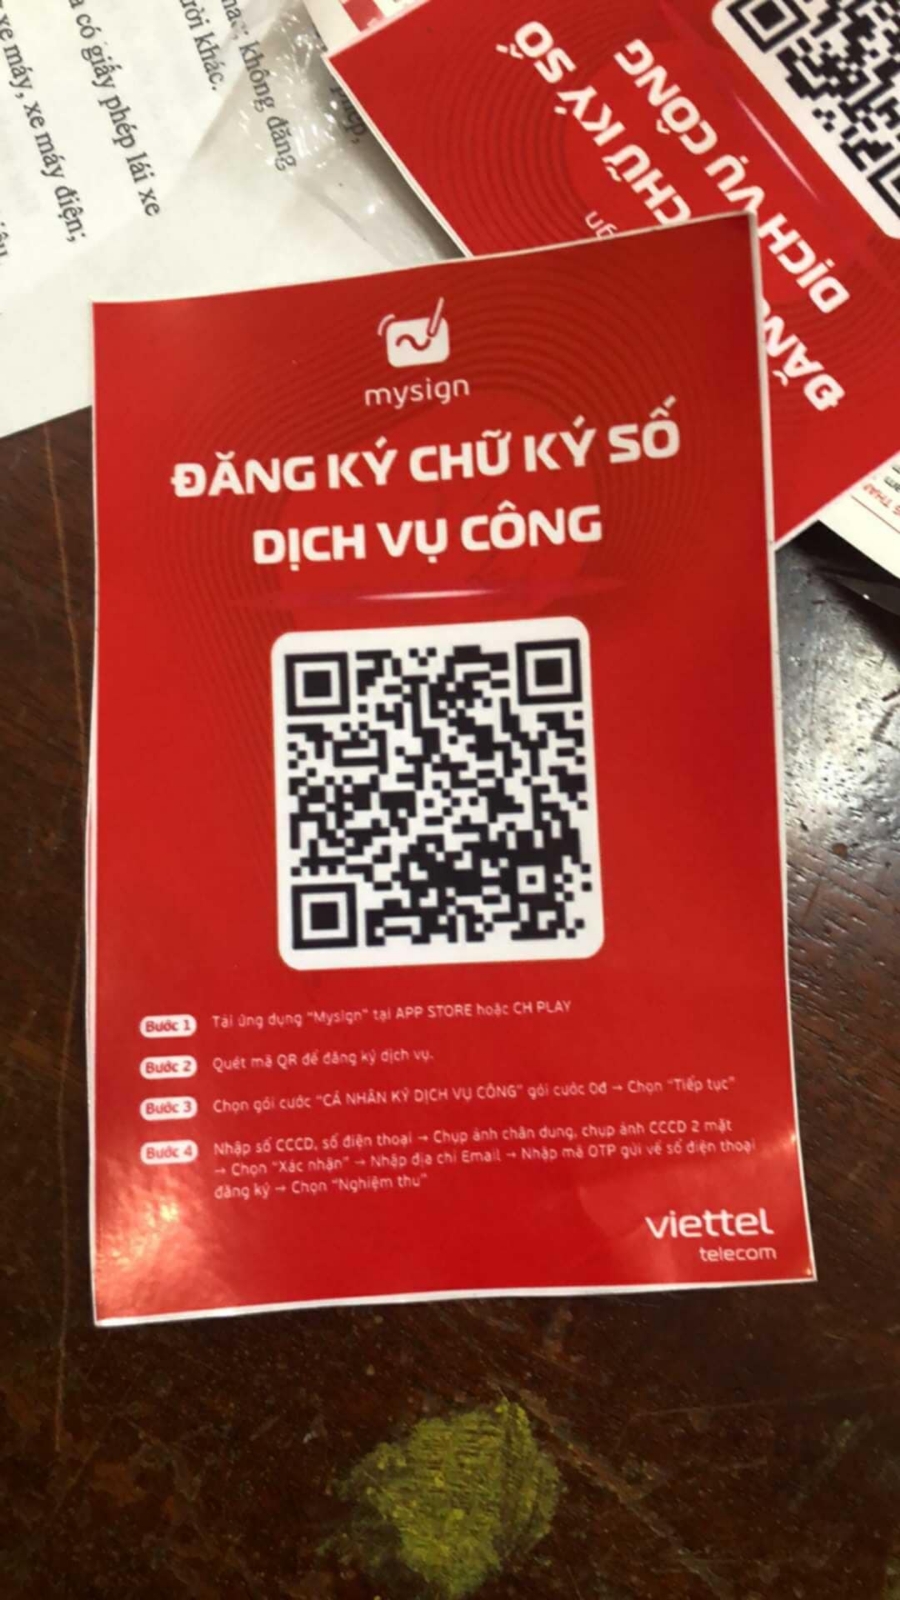 có giấy phép lái xe
xe máy, xe máy điện;
ười khác.
không đăng
ĐĂNG KÝ CHỮ KÝ SỐ
DỊCH VỤ CÔNG
mysign
ĐĂNG KÝ CHỮ KÝ SỐ
DỊCH VỤ CÔNG
Bước 1 Tải ứng dụng "Mysign" tại APP STORE hoặc CH PLAY
Bước 2 Quét mã QR để đăng ký dịch vụ.
Bước 3 Chọn gói cước "CÁ NHÂN KÝ DỊCH VỤ CÔNG" gói cước 0đ → Chọn "Tiếp tục"
Bước 4 Nhập số CCCD, số điện thoại → Chụp ảnh chân dung, chụp ảnh CCCD 2 mặt
→ Chọn "Xác nhận" → Nhập địa chỉ Email → Nhập mã OTP gửi về số điện thoại
đăng ký → Chọn "Nghiệm thu"
viettel
telecom